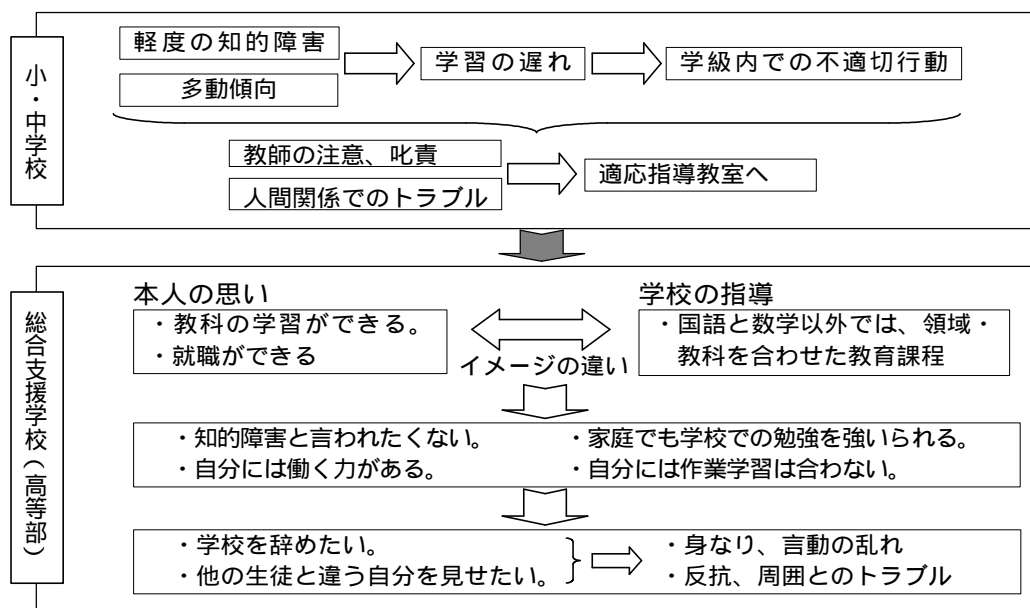 小・中学校
軽度の知的障害
多動傾向
学習の遅れ
学級内での不適切行動
教師の注意、叱責
人間関係でのトラブル
適応指導教室へ
総合支援学校(高等部)
本人の思い
・教科の学習ができる。
・就職ができる
イメージの違い
学校の指導
・国語と数学以外では、領域・
教科を合わせた教育課程
・知的障害と言われたくない。
・自分には働く力がある。
・家庭でも学校での勉強を強いられる。
・自分には作業学習は合わない。
・学校を辞めたい。
・他の生徒と違う自分を見せたい。
・身なり、言動の乱れ
・反抗、周囲とのトラブル